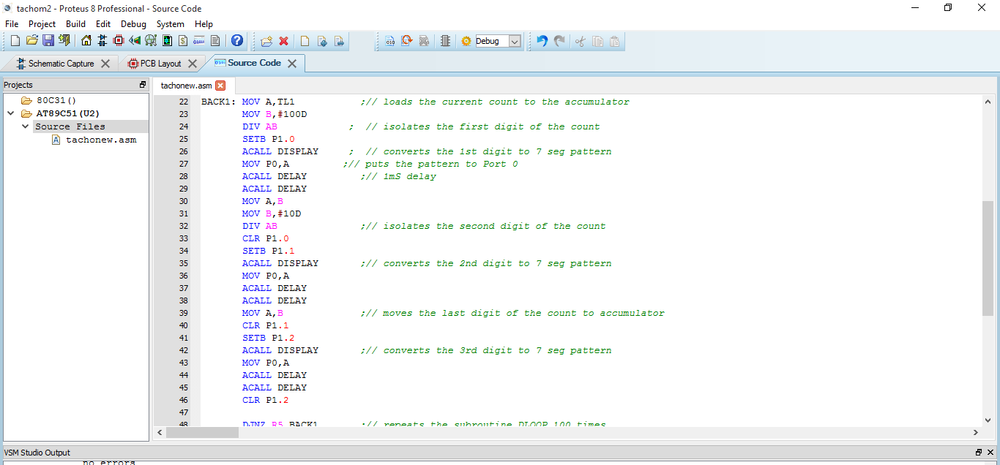 tachom2 - Proteus 8 Professional - Source Code
File Project Build Edit Debug System Help
Debug
Schematic Capture PCB Layout Source Code
Projects
80C31 ()
AT89C51 (U2)
Source Files
tachonew.asm
tachonew.asm
22 BACK1: MOV A,TL1 ;// loads the current count to the accumulator
23 MOV B,#100D
24 DIV AB ; // isolates the first digit of the count
25 SETB P1.0
26 ACALL DISPLAY ; // converts the 1st digit to 7 seg pattern
27 MOV P0,A ;// puts the pattern to Port 0
28 ACALL DELAY ;// 1mS delay
29 ACALL DELAY
30 MOV A,B
31 MOV B,#10D
32 DIV AB ;// isolates the second digit of the count
33 CLR P1.0
34 SETB P1.1
35 ACALL DISPLAY ;// converts the 2nd digit to 7 seg pattern
36 MOV P0,A
37 ACALL DELAY
38 ACALL DELAY
39 MOV A,B ;// moves the last digit of the count to accumulator
40 CLR P1.1
41 SETB P1.2
42 ACALL DISPLAY ;// converts the 3rd digit to 7 seg pattern
43 MOV P0,A
44 ACALL DELAY
45 ACALL DELAY
46 CLR P1.2
47
48 DJNZ R5,BACK1 ;// repeats the subroutine DLOOP 100 times
VSM Studio Output
no errors